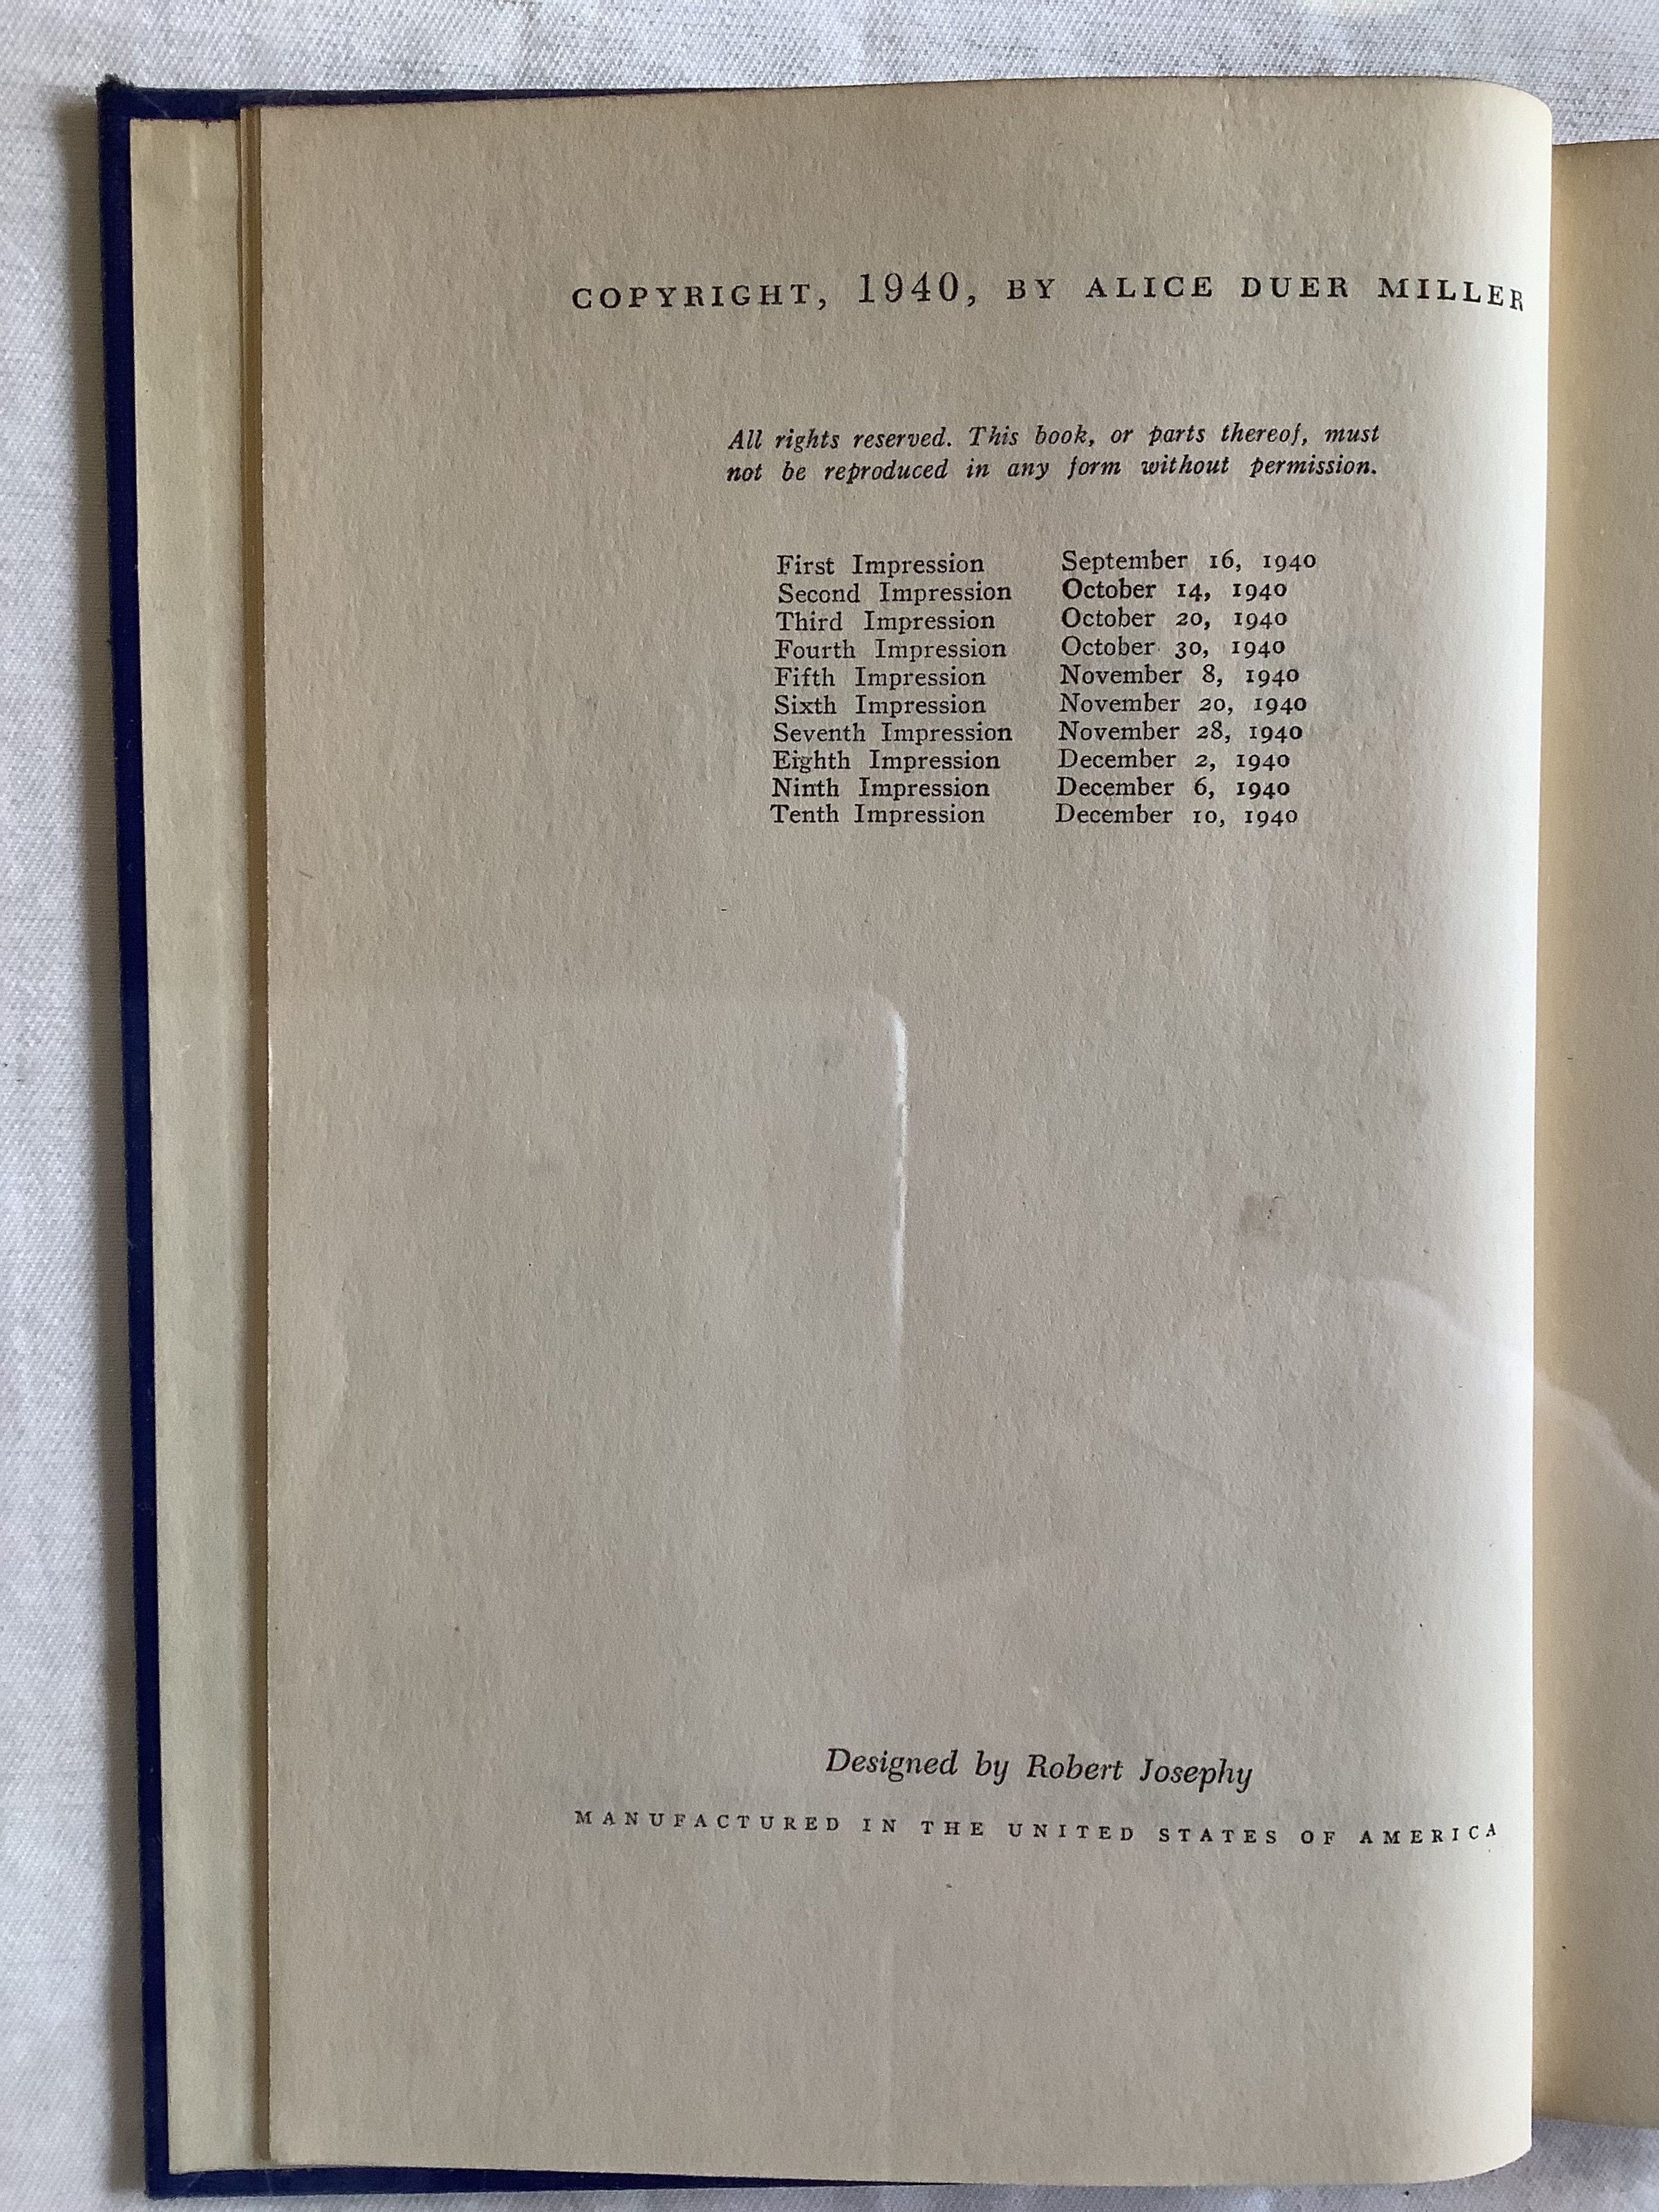 COPYRIGHT, 1940, BY ALICE DUER MILLER
All rights reserved. This book, or parts thereof, must
not be reproduced in any form without permission.
First Impression September 16, 1940
Second Impression October 14, 1940
Third Impression October 20, 1940
Fourth Impression October 30, 1940
Fifth Impression November 8, 1940
Sixth Impression November 20, 1940
Seventh Impression November 28, 1940
Eighth Impression December 2, 1940
Ninth Impression December 6, 1940
Tenth Impression December 10, 1940
Designed by Robert Josephy
MANUFACTURED IN THE UNITED STATES OF AMERICA